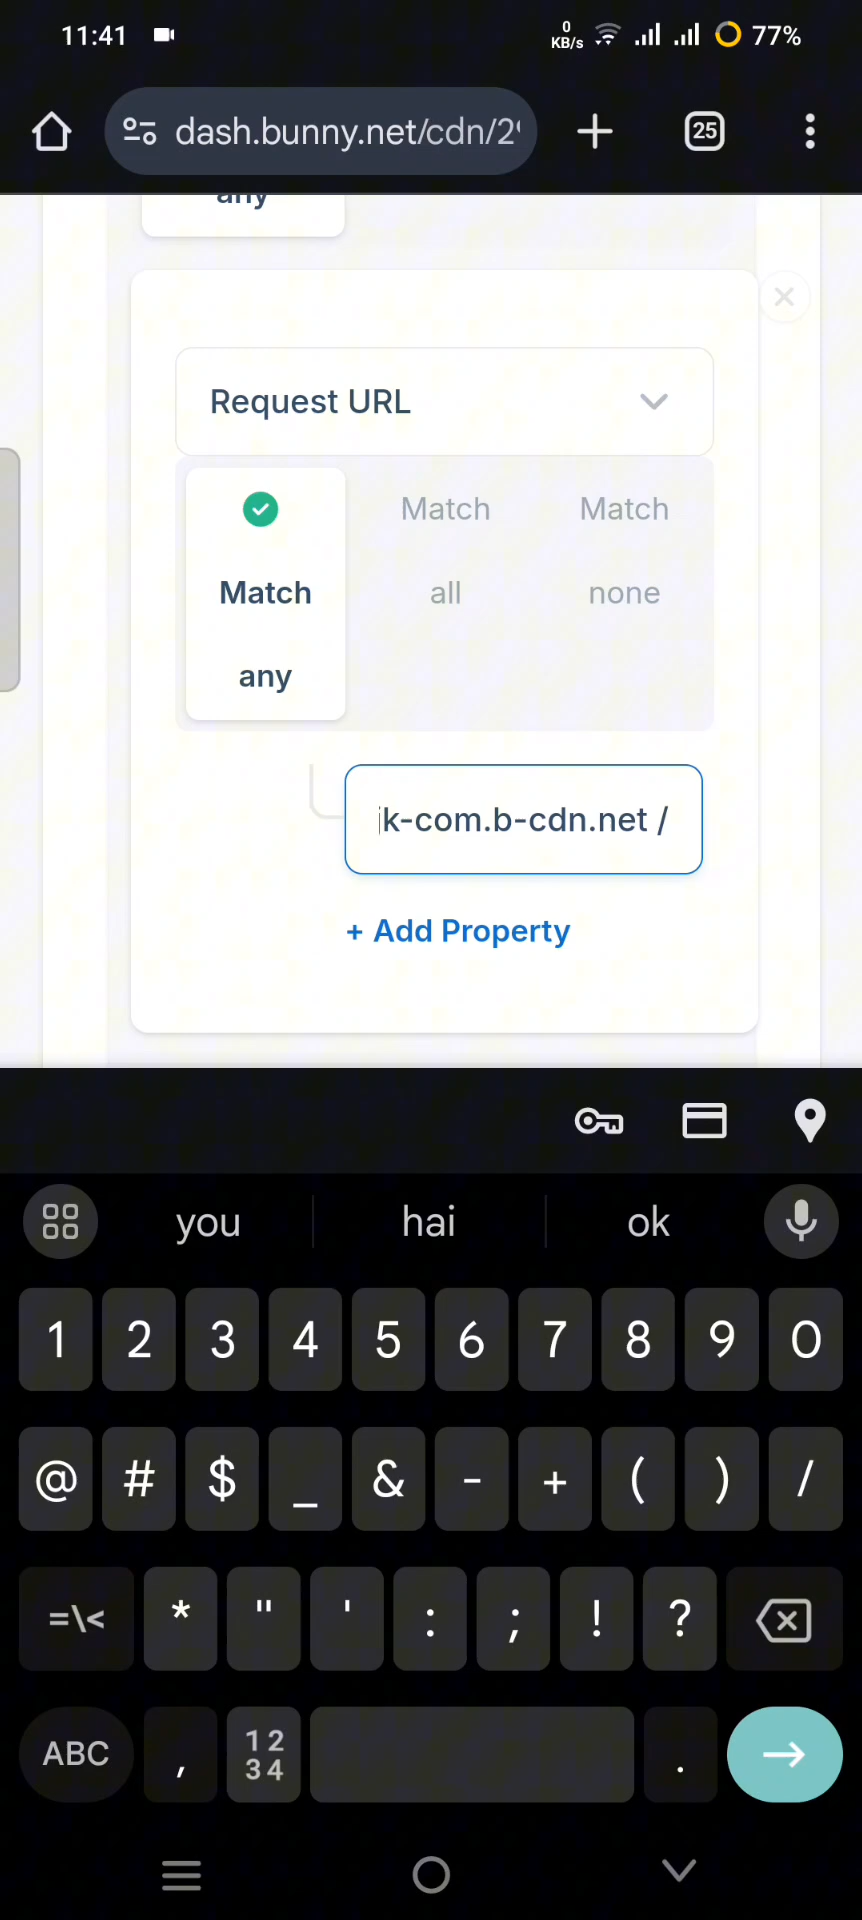 11:41
0
KB/s
77%
dash.bunny.net/cdn/2
25
any
Request URL
Match any
Match all
Match none
k-com.b-cdn.net /
+ Add Property
you hai ok
1 2 3 4 5 6 7 8 9 0
@ # $ _ & - + ( ) /
=\< * " ' : ; ! ?
ABC , 12 34 .